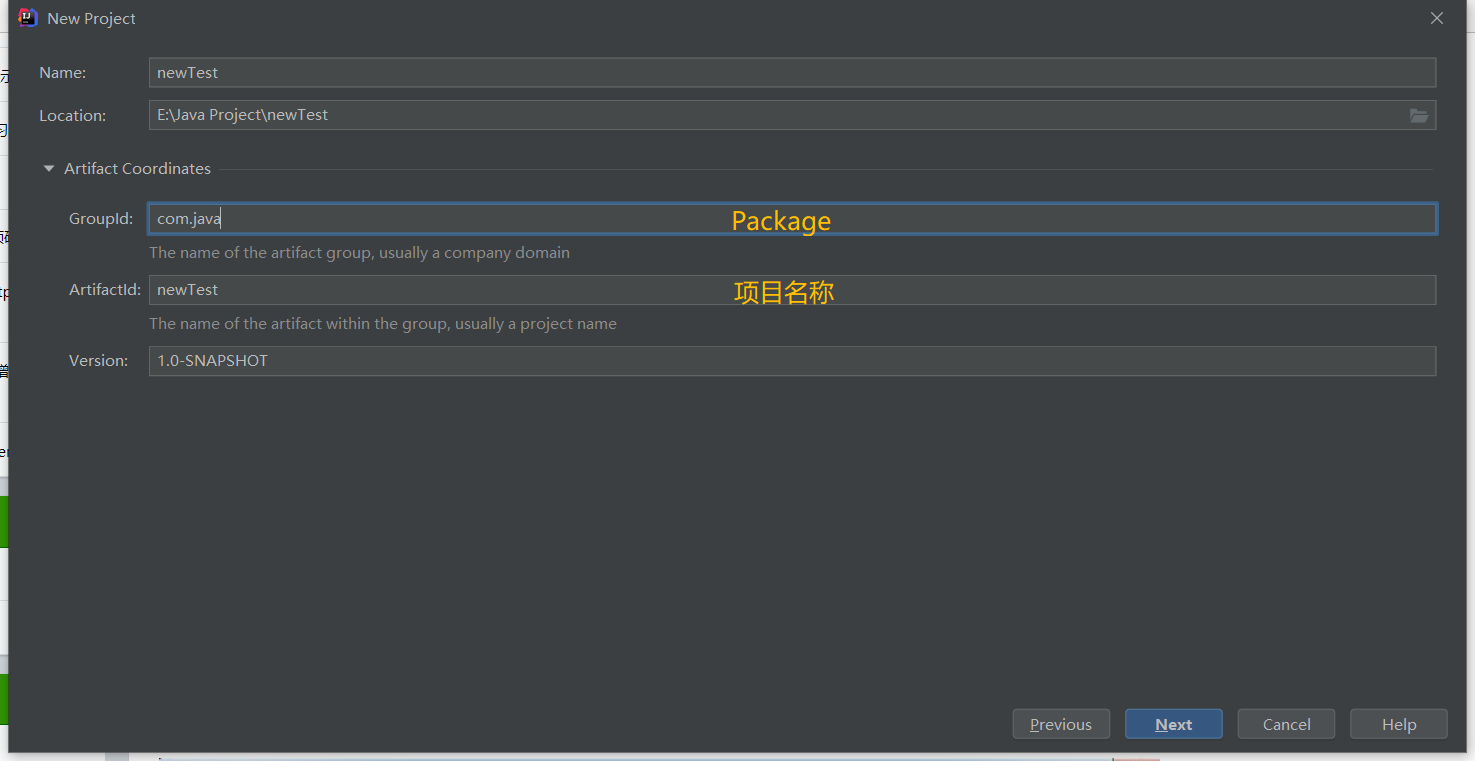 New Project
Name: newTest
Location: E:\Java Project\newTest
Artifact Coordinates
GroupId: com.java Package
The name of the artifact group, usually a company domain
ArtifactId: newTest 项目名称
The name of the artifact within the group, usually a project name
Version: 1.0-SNAPSHOT
Previous Next Cancel Help